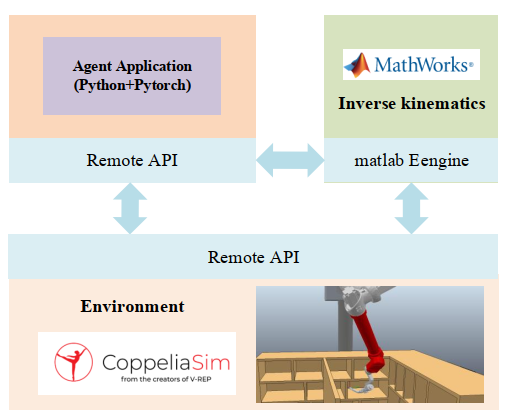 Agent Application
(Python+Pytorch)
MathWorks®
Inverse kinematics
Remote API
matlab Eengine
Remote API
Environment
CoppeliaSim
from the creators of V-REP